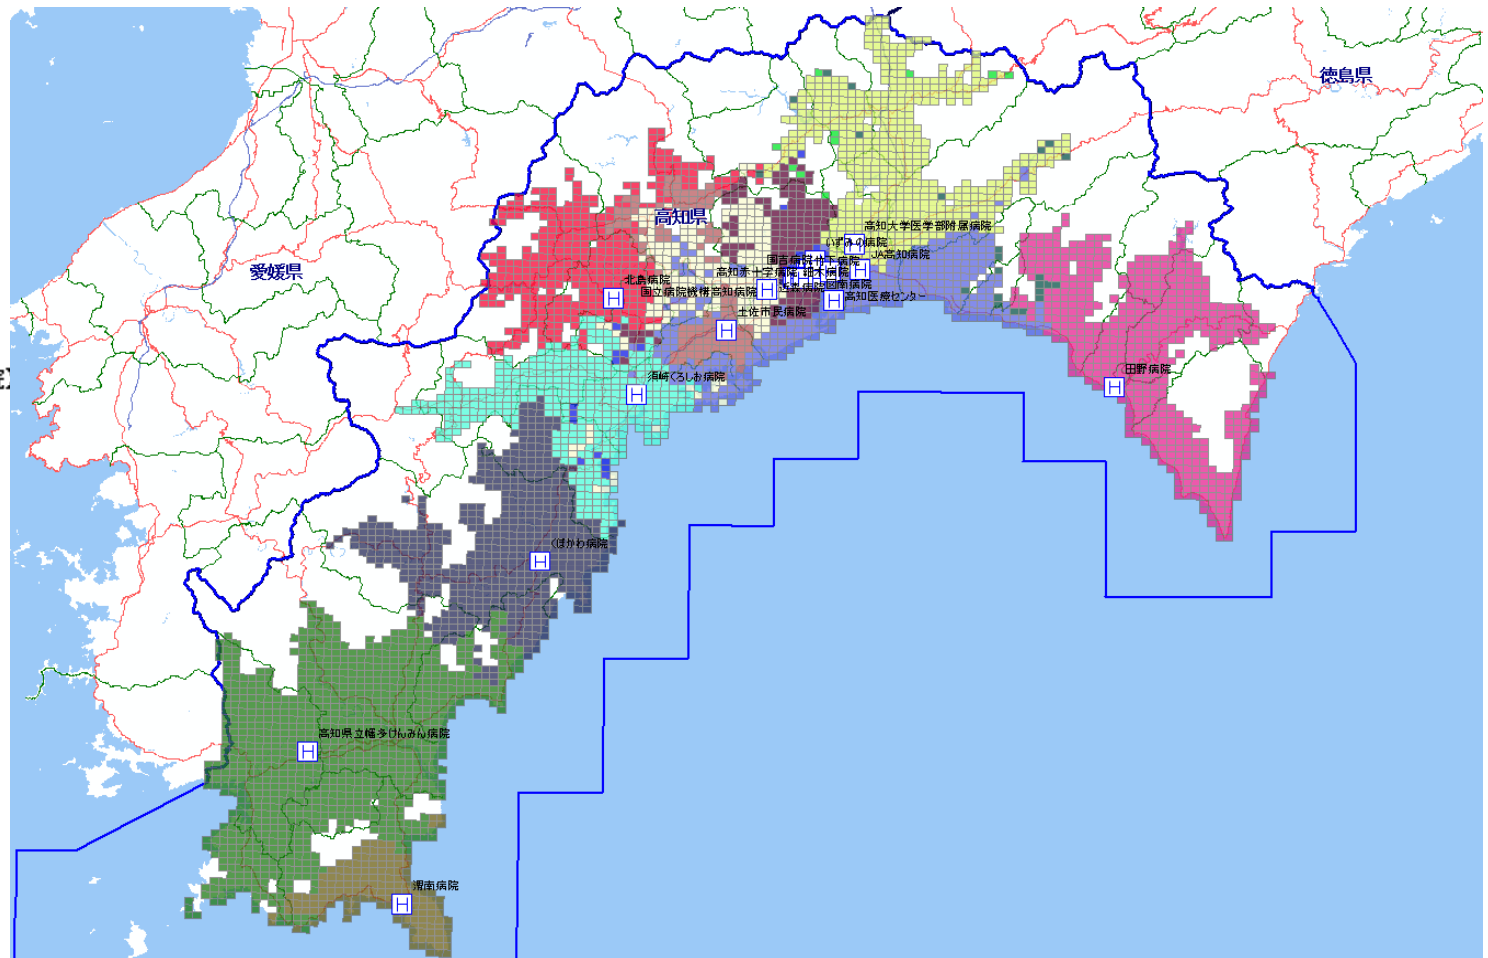 徳島県
高知県
高知大学医学部附属病院
いずみの病院
JA高知病院
愛媛県
国吉病院
竹下病院
北島病院
高知赤十字病院
細木病院
国立病院機構高知病院
近森病院
図南病院
高知医療センター
土佐市民病院
田野病院
須崎くろしお病院
くぼかわ病院
高知県立幡多けんみん病院
渭南病院